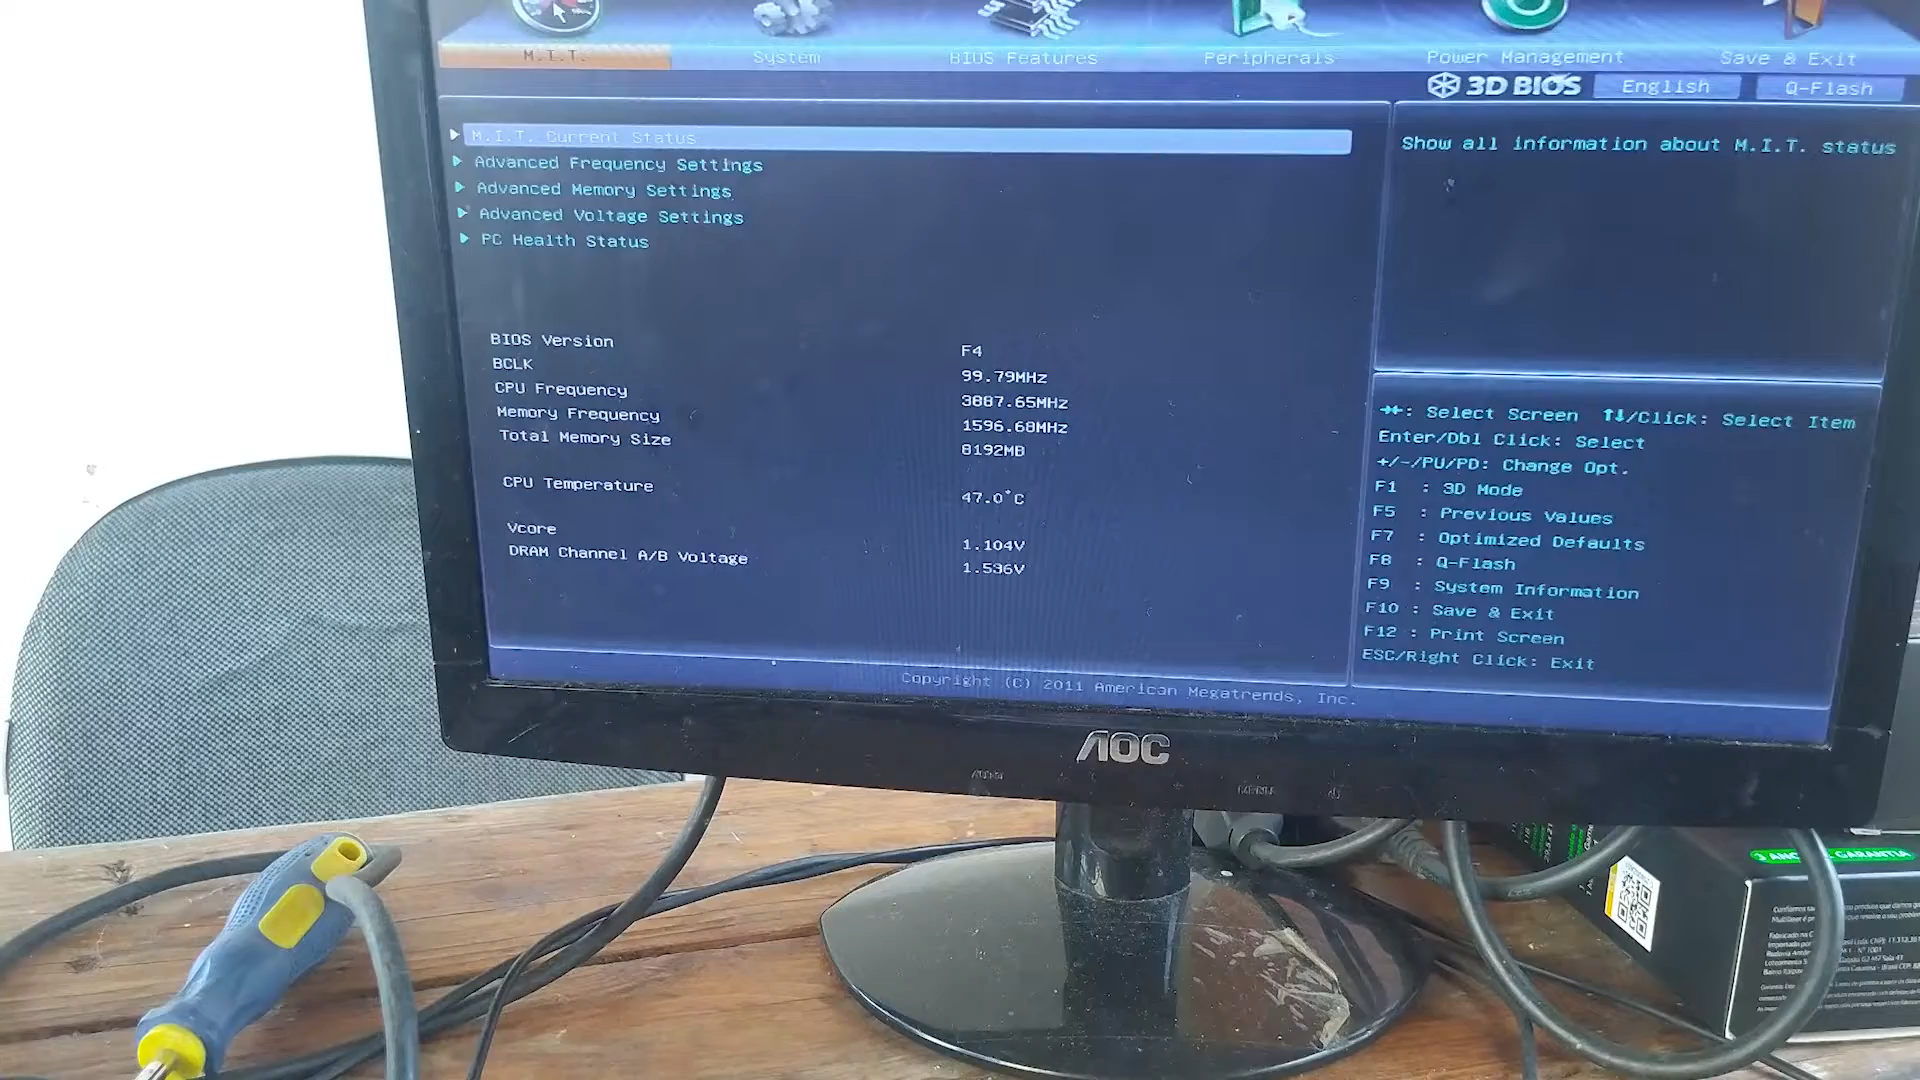 M.I.T.
System
BIOS Features
Peripherals
Power Management
Save & Exit
3D BIOS
English
Q-Flash
M.I.T. Current Status
Advanced Frequency Settings
Advanced Memory Settings
Advanced Voltage Settings
PC Health Status
BIOS Version F4
BCLK 99.79MHz
CPU Frequency 3887.65MHz
Memory Frequency 1596.68MHz
Total Memory Size 8192MB
CPU Temperature 47.0°C
Vcore 1.104V
DRAM Channel A/B Voltage 1.536V
Show all information about M.I.T. status
→←: Select Screen ↑↓/Click: Select Item
Enter/Dbl Click: Select
+/-/PU/PD: Change Opt.
F1 : 3D Mode
F5 : Previous Values
F7 : Optimized Defaults
F8 : Q-Flash
F9 : System Information
F10 : Save & Exit
F12 : Print Screen
ESC/Right Click: Exit
Copyright (C) 2011 American Megatrends, Inc.
AOC
GARANTIA